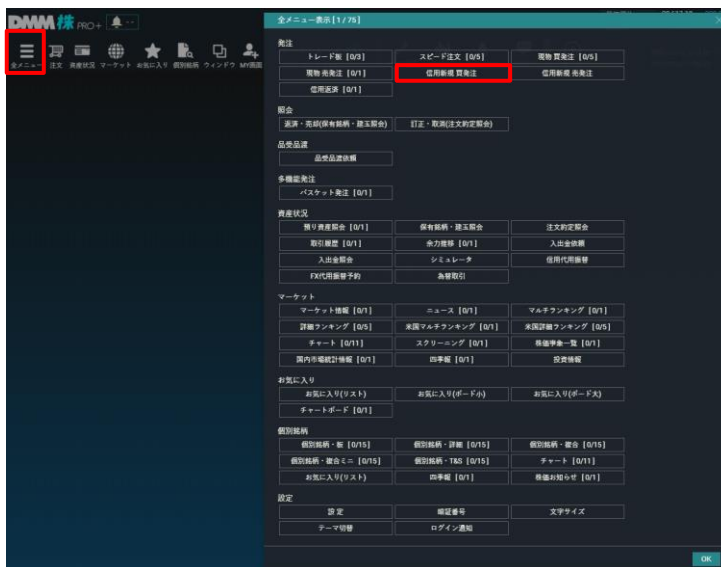 DMM 株 PRO+
全メニュー 注文 資産状況 マーケット お気に入り 個別銘柄 ウィンドウ MY画面
全メニュー表示[1/75]
発注
トレード板 [0/3] スピード注文 [0/5] 現物 買発注 [0/5]
現物 売発注 [0/1] 信用新規 買発注 信用新規 売発注
信用返済 [0/1]
照会
返済・売却(保有銘柄・建玉照会) 訂正・取消(注文約定照会)
品受品渡
品受品渡依頼
多機能発注
バスケット発注 [0/1]
資産状況
預り資産照会 [0/1] 保有銘柄・建玉照会 注文約定照会
取引履歴 [0/1] 余力推移 [0/1] 入出金依頼
入出金照会 シミュレータ 信用代用振替
FX代用振替予約 為替取引
マーケット
マーケット情報 [0/1] ニュース [0/1] マルチランキング [0/1]
詳細ランキング [0/5] 米国マルチランキング [0/1] 米国詳細ランキング [0/5]
チャート [0/11] スクリーニング [0/1] 株価準象一覧 [0/1]
国内市場統計情報 [0/1] 四季報 [0/1] 投資情報
お気に入り
お気に入り(リスト) お気に入り(ボード小) お気に入り(ボード大)
チャートボード [0/1]
個別銘柄
個別銘柄・板 [0/15] 個別銘柄・詳細 [0/15] 個別銘柄・複合 [0/15]
個別銘柄・複合ミニ [0/15] 個別銘柄・T&S [0/15] チャート [0/11]
お気に入り(リスト) 四季報 [0/1] 株価お知らせ [0/1]
設定
設定 暗証番号 文字サイズ
テーマ切替 ログイン通知
OK